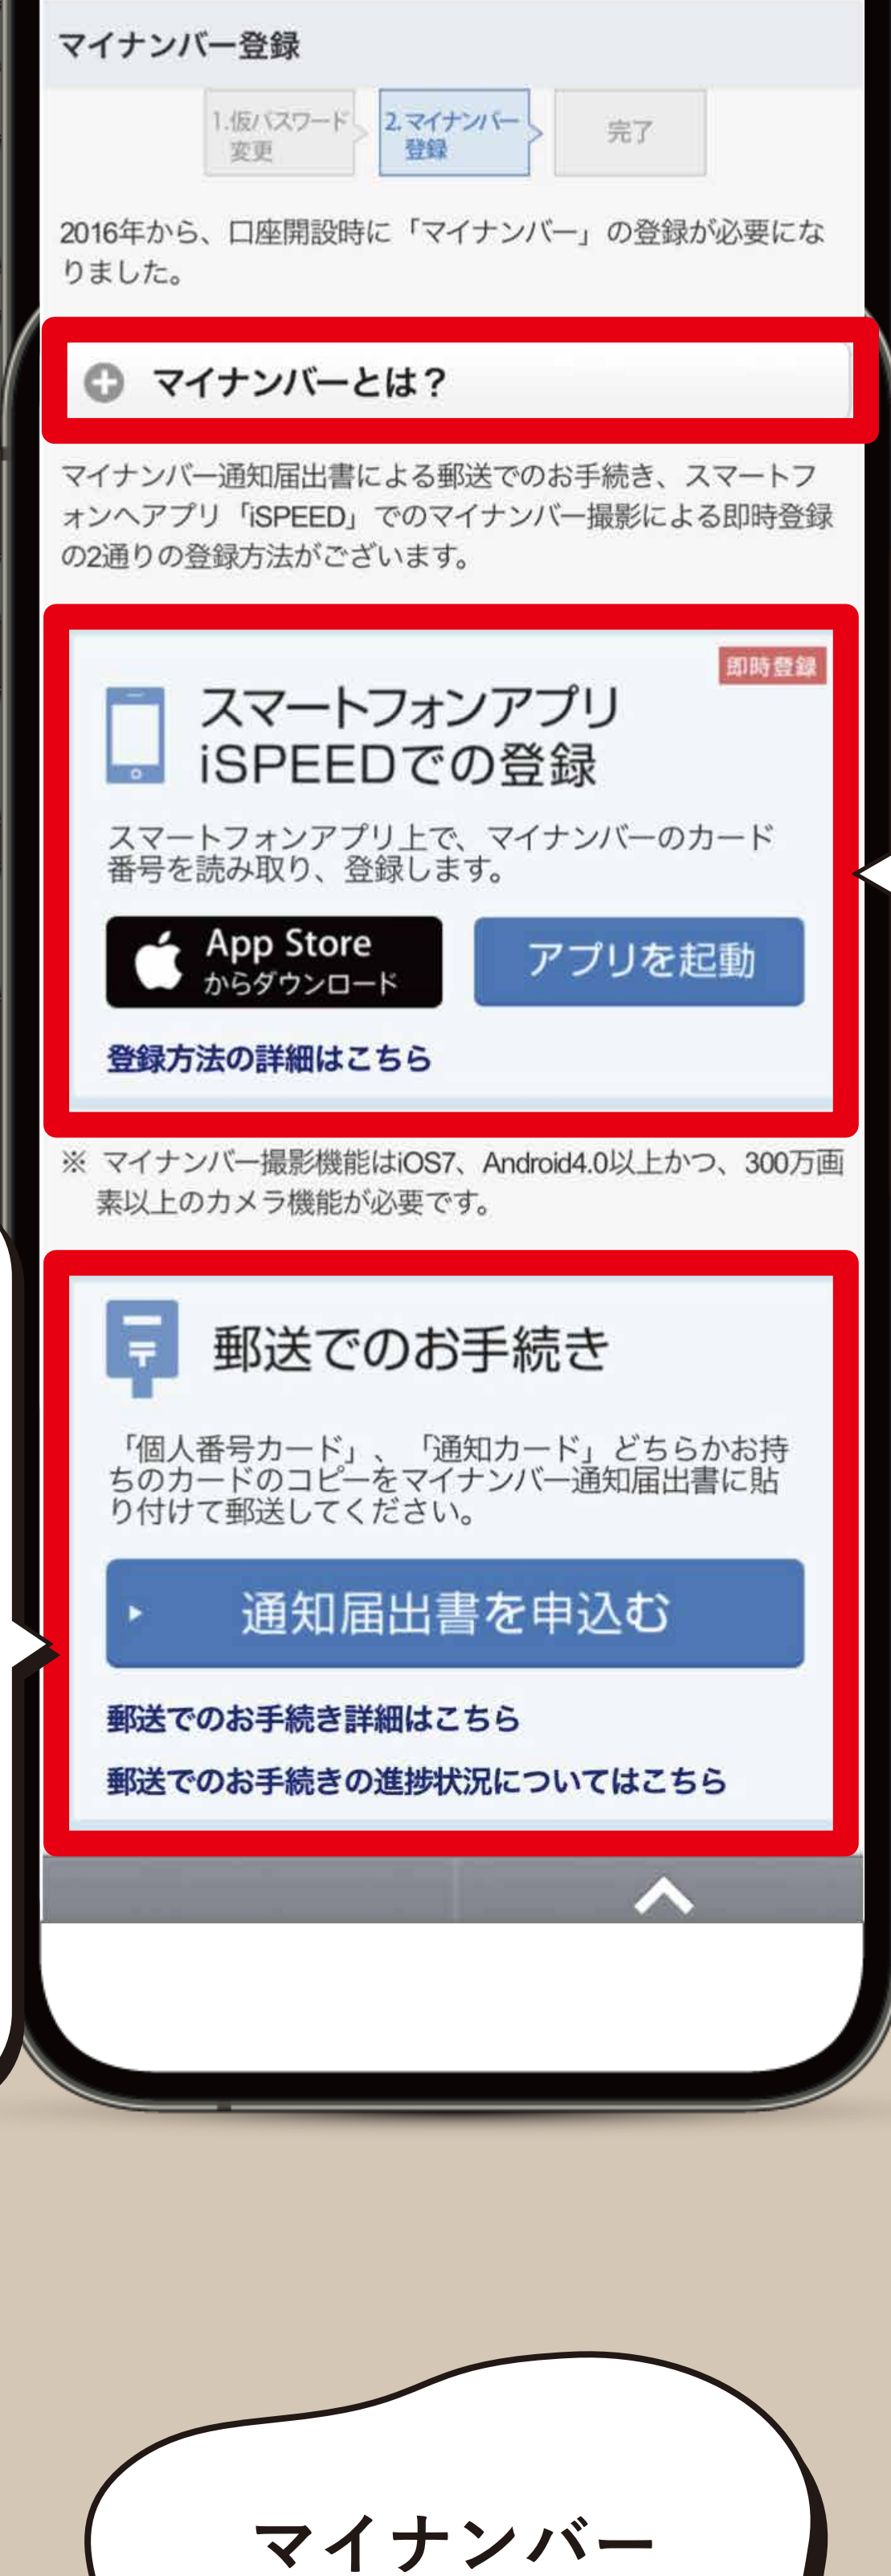 マイナンバー登録
1.仮パスワード
変更
2.マイナンバー
登録
完了
2016年から、口座開設時に「マイナンバー」の登録が必要にな
りました。
マイナンバーとは？
マイナンバー通知届出書による郵送でのお手続き、スマートフ
ォンへアプリ「iSPEED」でのマイナンバー撮影による即時登録
の2通りの登録方法がございます。
即時登録
スマートフォンアプリ
iSPEEDでの登録
スマートフォンアプリ上で、マイナンバーのカード
番号を読み取り、登録します。
App Store
からダウンロード
アプリを起動
登録方法の詳細はこちら
※ マイナンバー撮影機能はiOS7、Android4.0以上かつ、300万画
素以上のカメラ機能が必要です。
郵送でのお手続き
「個人番号カード」、「通知カード」どちらかお持
ちのカードのコピーをマイナンバー通知届出書に貼
り付けて郵送してください。
通知届出書を申込む
郵送でのお手続き詳細はこちら
郵送でのお手続きの進捗状況についてはこちら
マイナンバー